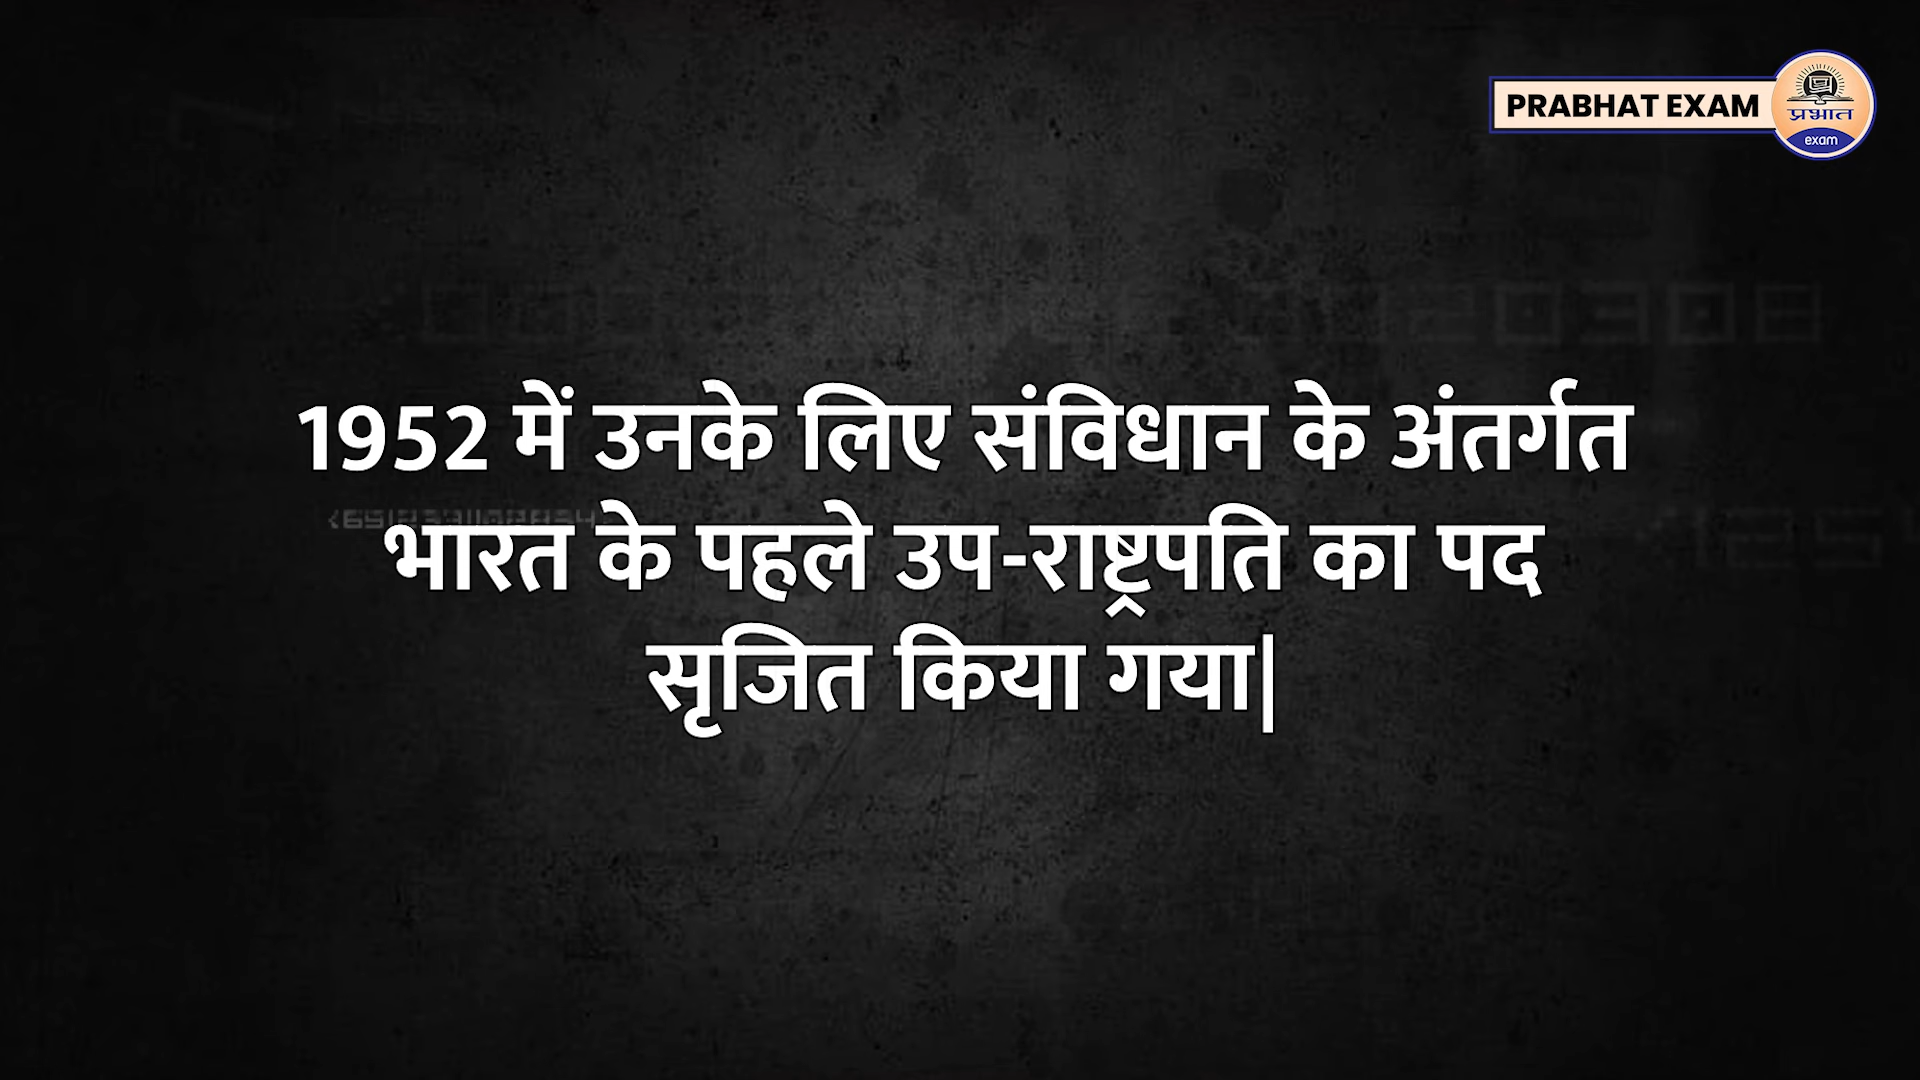 PRABHAT EXAM
प्रभात
exam
1952 में उनके लिए संविधान के अंतर्गत
भारत के पहले उप-राष्ट्रपति का पद
सृजित किया गया|